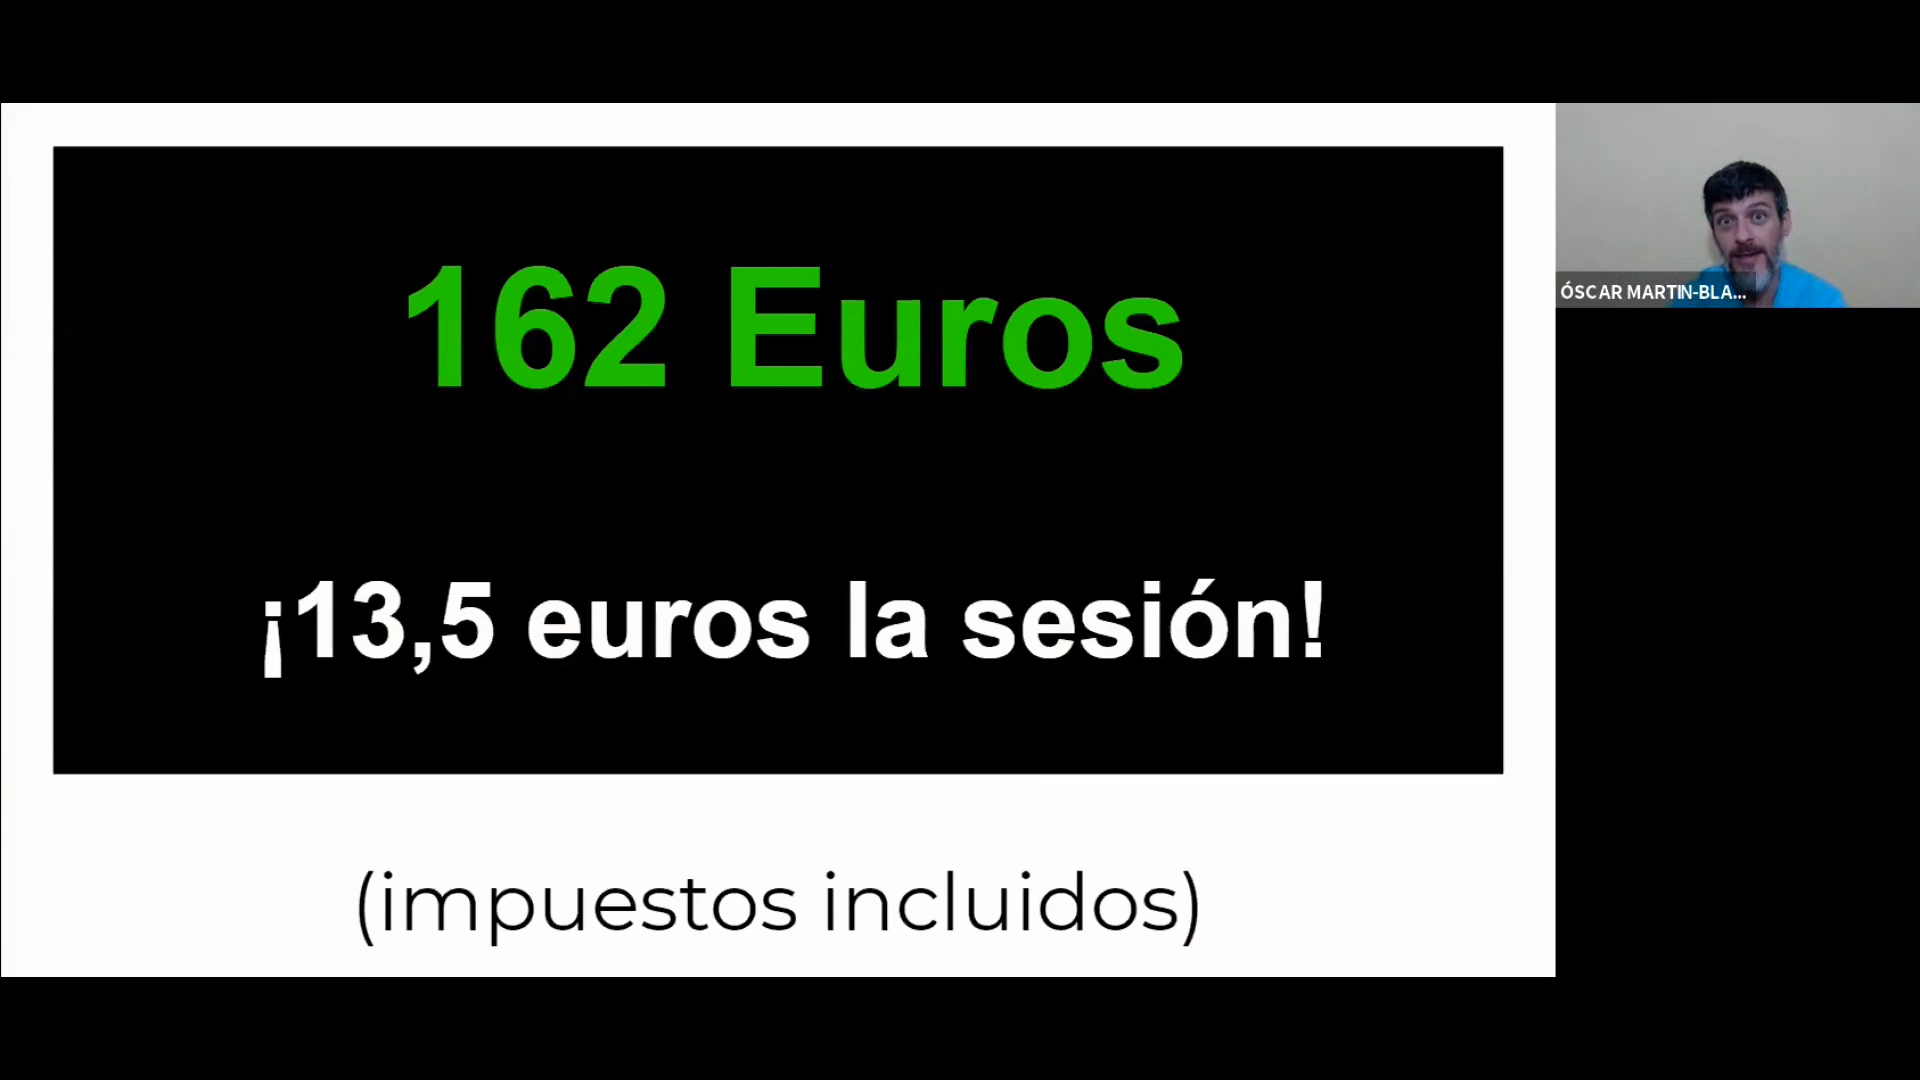 162 Euros
¡13,5 euros la sesión!
(impuestos incluidos)
ÓSCAR MARTIN-BLA...